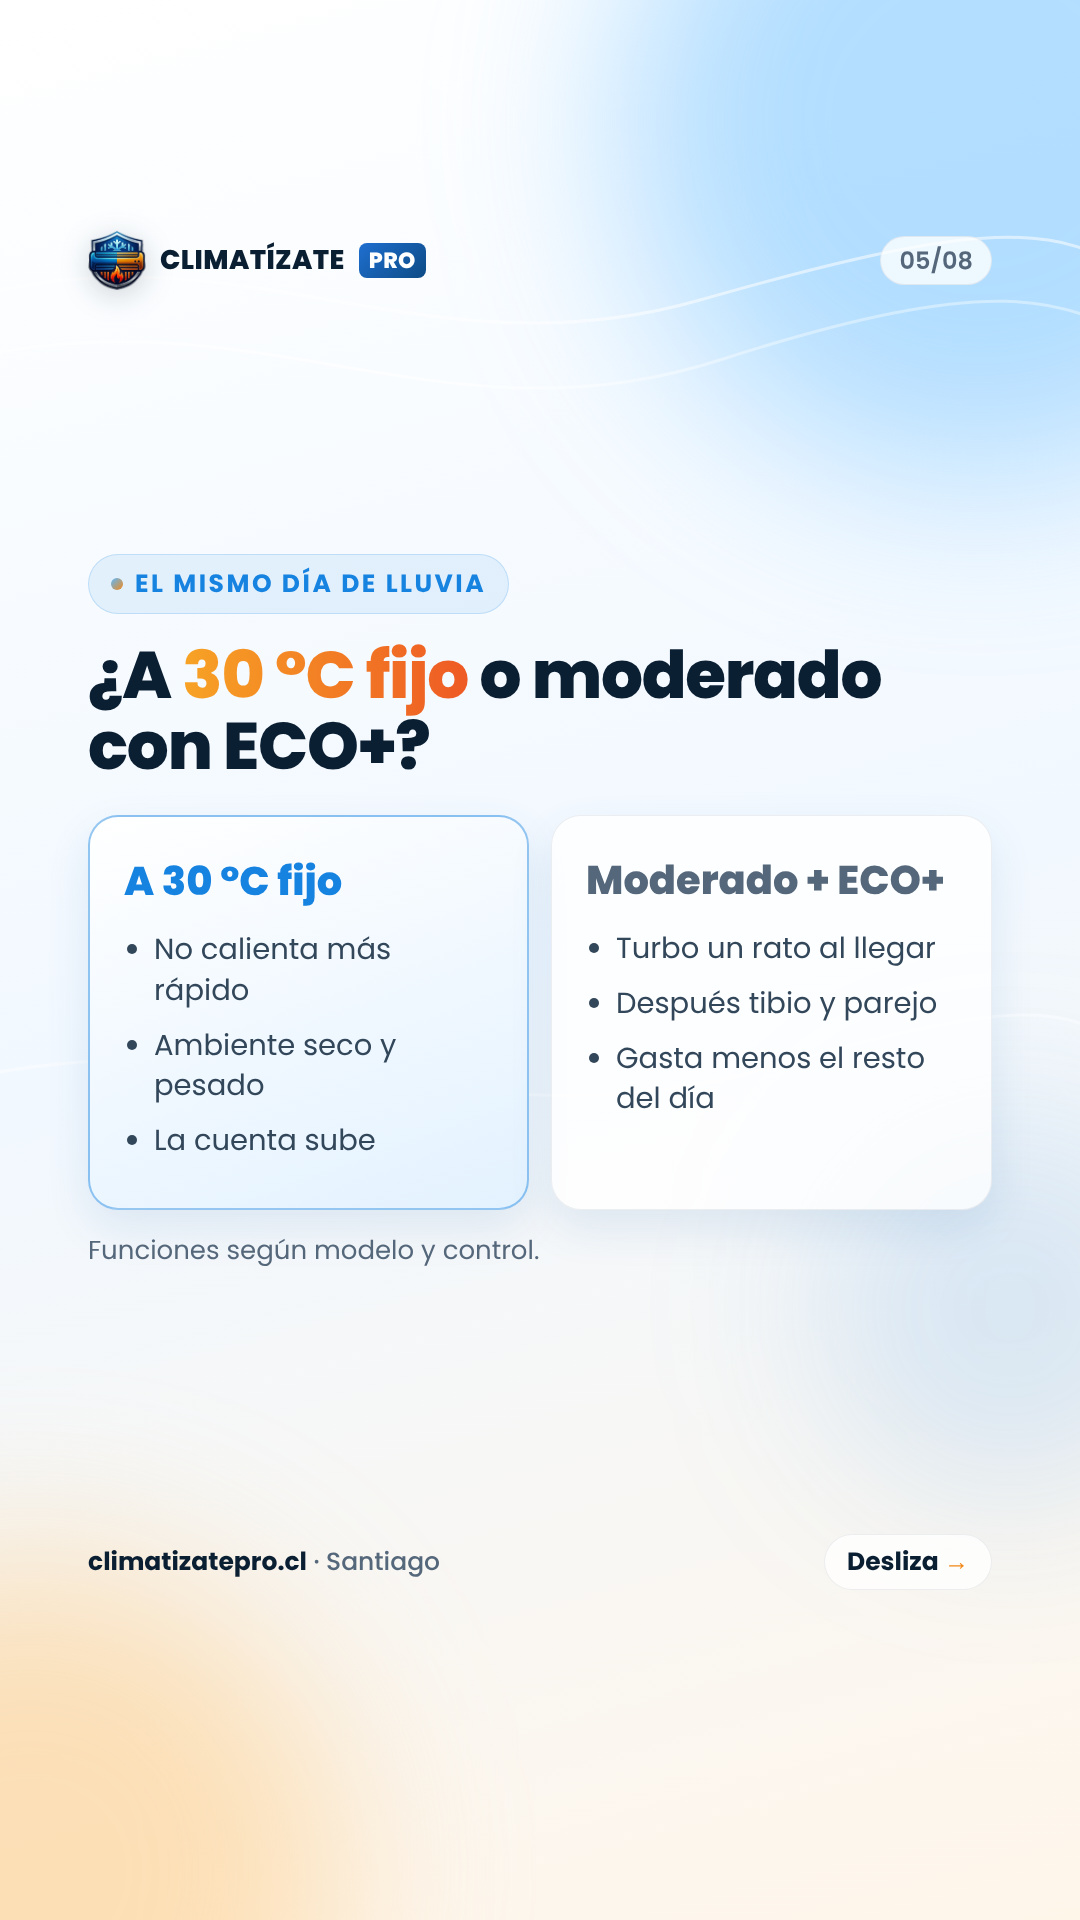 CLIMATÍZATE PRO
05/08
EL MISMO DÍA DE LLUVIA
¿A 30 °C fijo o moderado
con ECO+?
A 30 °C fijo
• No calienta más
rápido
• Ambiente seco y
pesado
• La cuenta sube
Moderado + ECO+
• Turbo un rato al llegar
• Después tibio y parejo
• Gasta menos el resto
del día
Funciones según modelo y control.
climatizatepro.cl · Santiago
Desliza →